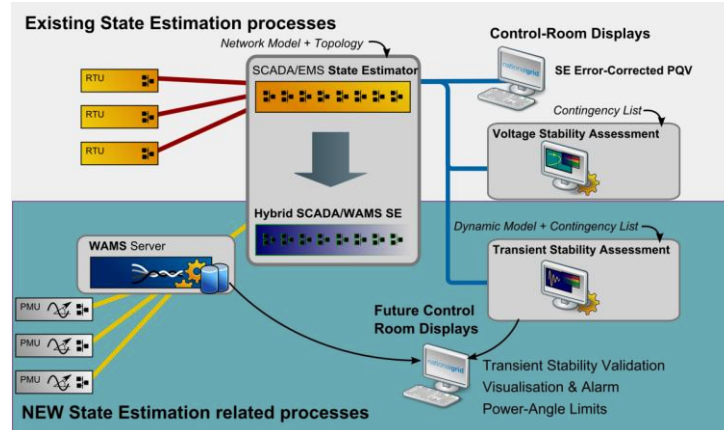 Existing State Estimation processes
Network Model + Topology
Control-Room Displays
SCADA/EMS State Estimator
RTU
RTU
RTU
nationalgrid
SE Error-Corrected PQV
Contingency List
Voltage Stability Assessment
Hybrid SCADA/WAMS SE
Dynamic Model + Contingency List
WAMS Server
Transient Stability Assessment
PMU
PMU
PMU
Future Control
Room Displays
nationalgrid
Transient Stability Validation
Visualisation & Alarm
Power-Angle Limits
NEW State Estimation related processes